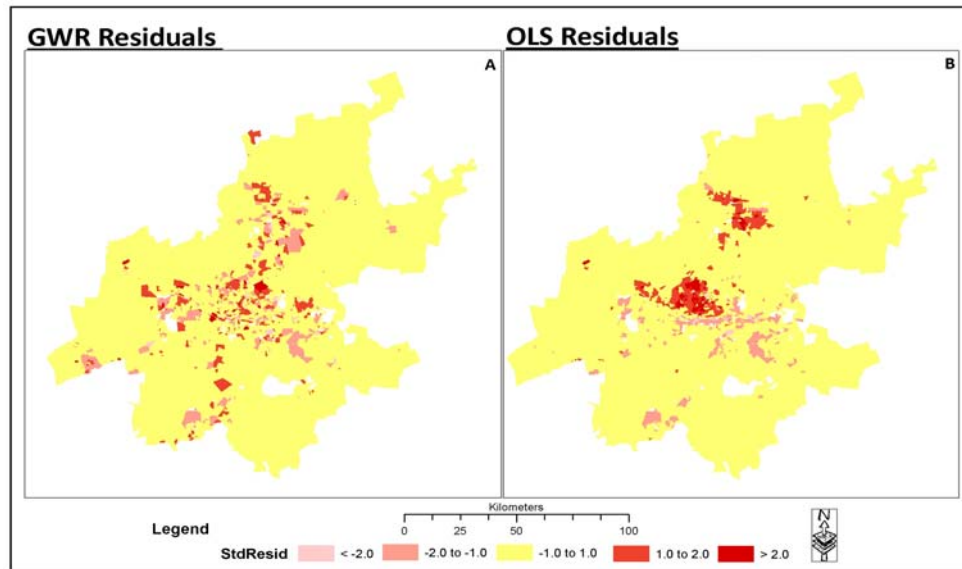 GWR Residuals
OLS Residuals
A
B
Kilometers
Legend
0 25 50 100
N
StdResid < -2.0 -2.0 to -1.0 -1.0 to 1.0 1.0 to 2.0 > 2.0